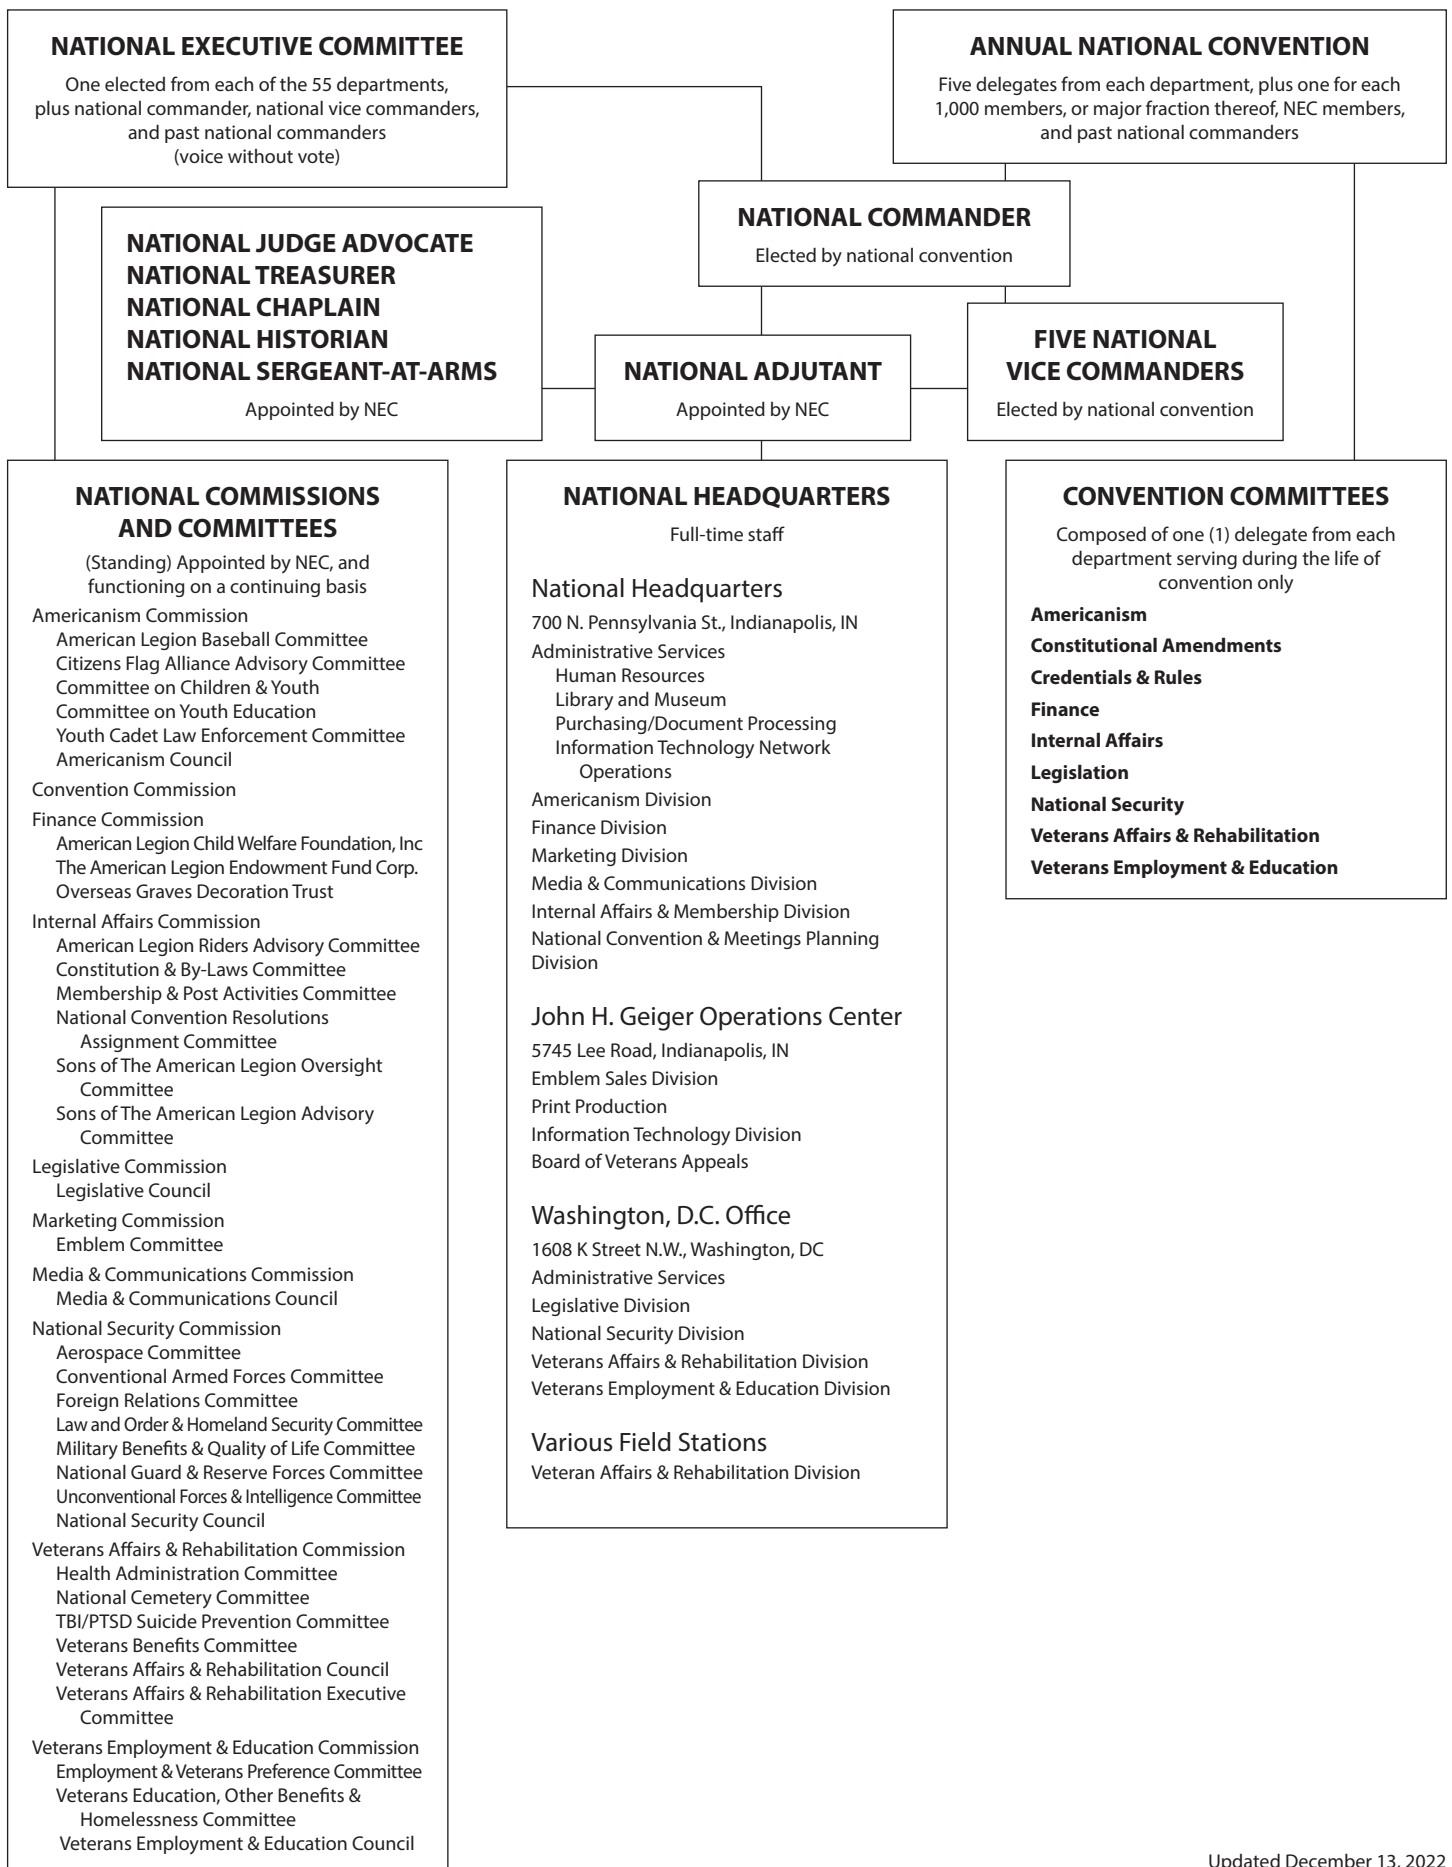 NATIONAL EXECUTIVE COMMITTEE
One elected from each of the 55 departments,
plus national commander, national vice commanders,
and past national commanders
(voice without vote)
ANNUAL NATIONAL CONVENTION
Five delegates from each department, plus one for each
1,000 members, or major fraction thereof, NEC members,
and past national commanders
NATIONAL COMMANDER
Elected by national convention
NATIONAL JUDGE ADVOCATE
NATIONAL TREASURER
NATIONAL CHAPLAIN
NATIONAL HISTORIAN
NATIONAL SERGEANT-AT-ARMS
Appointed by NEC
NATIONAL ADJUTANT
Appointed by NEC
FIVE NATIONAL
VICE COMMANDERS
Elected by national convention
NATIONAL COMMISSIONS
AND COMMITTEES
(Standing) Appointed by NEC, and
functioning on a continuing basis
Americanism Commission
American Legion Baseball Committee
Citizens Flag Alliance Advisory Committee
Committee on Children & Youth
Committee on Youth Education
Youth Cadet Law Enforcement Committee
Americanism Council
Convention Commission
Finance Commission
American Legion Child Welfare Foundation, Inc
The American Legion Endowment Fund Corp.
Overseas Graves Decoration Trust
Internal Affairs Commission
American Legion Riders Advisory Committee
Constitution & By-Laws Committee
Membership & Post Activities Committee
National Convention Resolutions
Assignment Committee
Sons of The American Legion Oversight
Committee
Sons of The American Legion Advisory
Committee
Legislative Commission
Legislative Council
Marketing Commission
Emblem Committee
Media & Communications Commission
Media & Communications Council
National Security Commission
Aerospace Committee
Conventional Armed Forces Committee
Foreign Relations Committee
Law and Order & Homeland Security Committee
Military Benefits & Quality of Life Committee
National Guard & Reserve Forces Committee
Unconventional Forces & Intelligence Committee
National Security Council
Veterans Affairs & Rehabilitation Commission
Health Administration Committee
National Cemetery Committee
TBI/PTSD Suicide Prevention Committee
Veterans Benefits Committee
Veterans Affairs & Rehabilitation Council
Veterans Affairs & Rehabilitation Executive
Committee
Veterans Employment & Education Commission
Employment & Veterans Preference Committee
Veterans Education, Other Benefits &
Homelessness Committee
Veterans Employment & Education Council
NATIONAL HEADQUARTERS
Full-time staff
National Headquarters
700 N. Pennsylvania St., Indianapolis, IN
Administrative Services
Human Resources
Library and Museum
Purchasing/Document Processing
Information Technology Network
Operations
Americanism Division
Finance Division
Marketing Division
Media & Communications Division
Internal Affairs & Membership Division
National Convention & Meetings Planning
Division
John H. Geiger Operations Center
5745 Lee Road, Indianapolis, IN
Emblem Sales Division
Print Production
Information Technology Division
Board of Veterans Appeals
Washington, D.C. Office
1608 K Street N.W., Washington, DC
Administrative Services
Legislative Division
National Security Division
Veterans Affairs & Rehabilitation Division
Veterans Employment & Education Division
Various Field Stations
Veteran Affairs & Rehabilitation Division
CONVENTION COMMITTEES
Composed of one (1) delegate from each
department serving during the life of
convention only
Americanism
Constitutional Amendments
Credentials & Rules
Finance
Internal Affairs
Legislation
National Security
Veterans Affairs & Rehabilitation
Veterans Employment & Education
Updated December 13, 2022